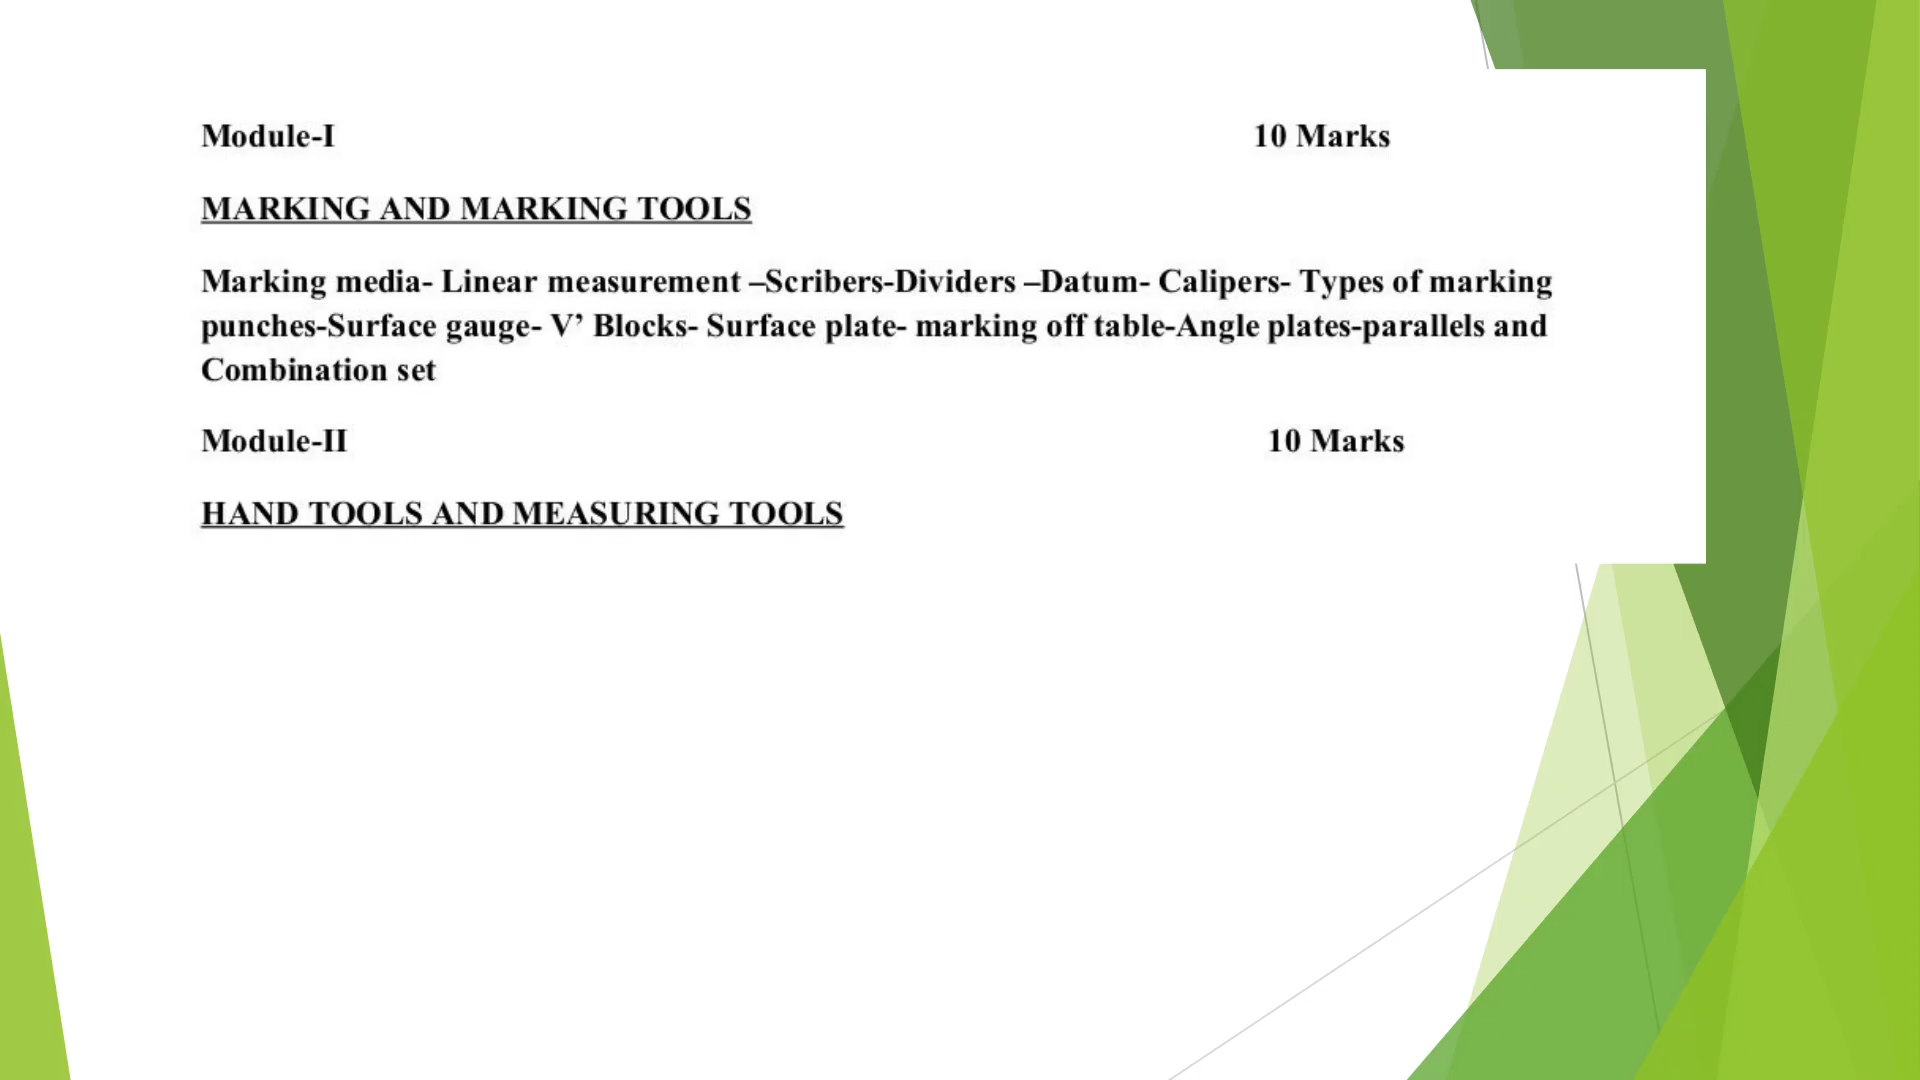 Module-I 10 Marks
MARKING AND MARKING TOOLS
Marking media- Linear measurement –Scribers-Dividers –Datum- Calipers- Types of marking
punches-Surface gauge- V’ Blocks- Surface plate- marking off table-Angle plates-parallels and
Combination set
Module-II 10 Marks
HAND TOOLS AND MEASURING TOOLS